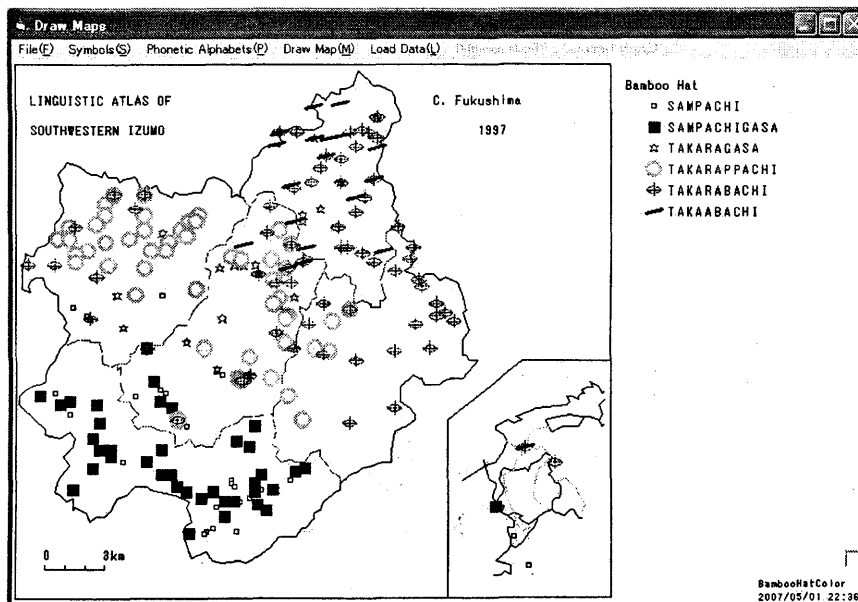 Draw Maps
File(F) Symbols(S) Phonetic Alphabets(P) Draw Map(M) Load Data(L)
LINGUISTIC ATLAS OF
SOUTHWESTERN IZUMO
C. Fukushima
1997
Bamboo Hat
SAMPACHI
SAMPACHIGASA
TAKARAGASA
TAKARAPPACHI
TAKARABACHI
TAKAABACHI
0 3km
BambooHatColor
2007/05/01 22:36